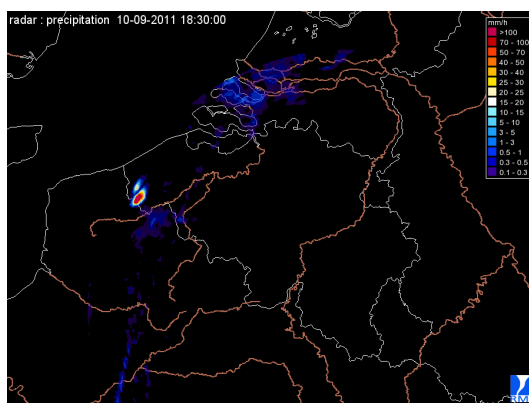 radar : precipitation 10-09-2011 18:30:00
mm/h
>100
70 - 100
50 - 70
40 - 50
30 - 40
25 - 30
20 - 25
15 - 20
10 - 15
5 - 10
3 - 5
1 - 3
0.5 - 1
0.3 - 0.5
0.1 - 0.3
RMI